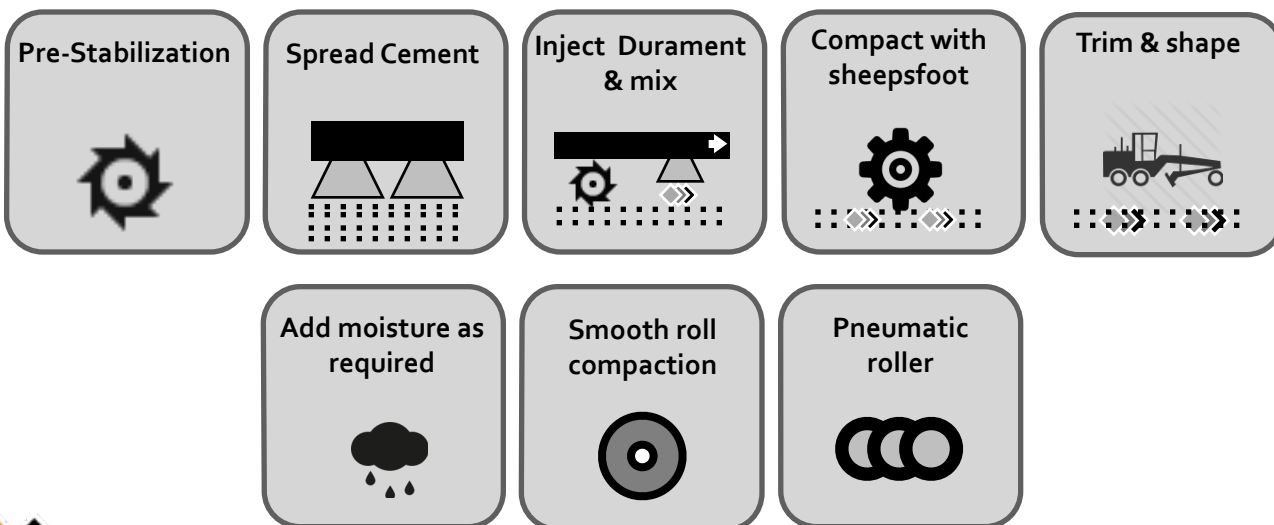 Pre-Stabilization
Spread Cement
Inject Durament
& mix
Compact with
sheepsfoot
Trim & shape
Add moisture as
required
Smooth roll
compaction
Pneumatic
roller